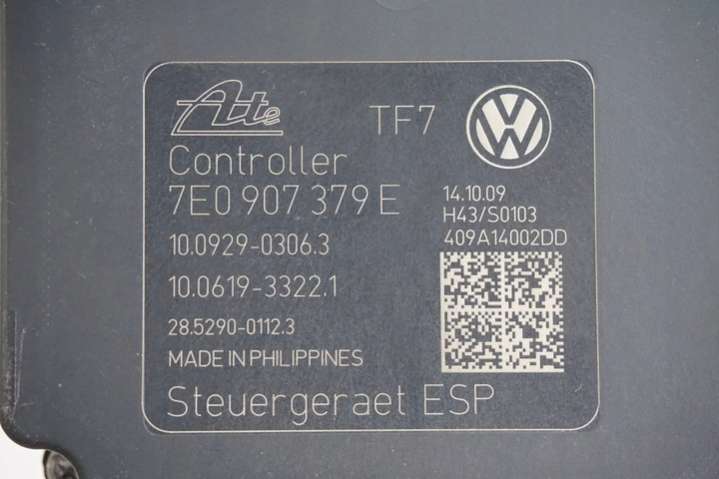 Ate
TF7
Controller
7E0 907 379 E
10.0929-0306.3
10.0619-3322.1
28.5290-0112.3
MADE IN PHILIPPINES
Steuergeraet ESP
14.10.09
H43/S0103
409A14002DD